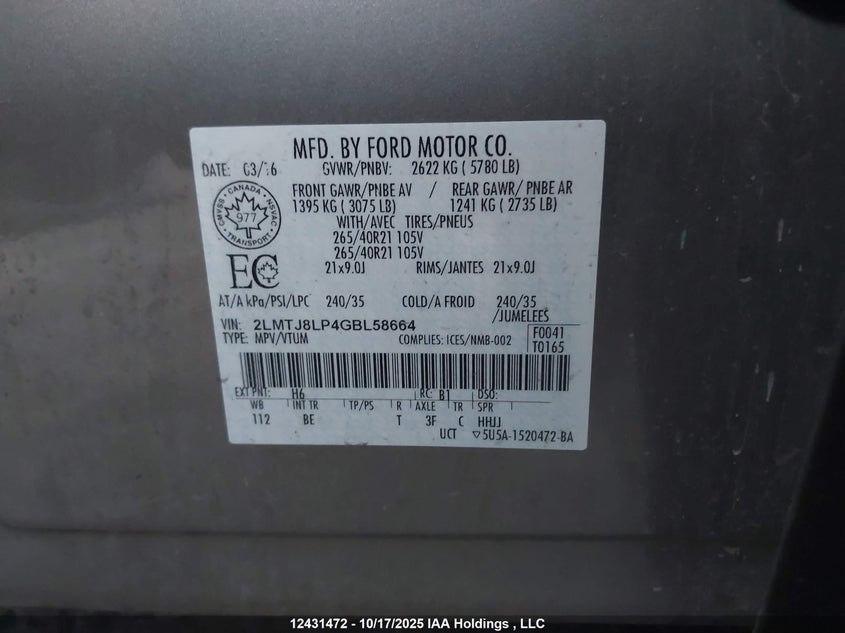 MFD. BY FORD MOTOR CO.
DATE: 03/16 GVWR/PNBV: 2622 KG ( 5780 LB)
FRONT GAWR/PNBE AV / REAR GAWR/ PNBE AR
1395 KG ( 3075 LB) 1241 KG ( 2735 LB)
WITH/AVEC TIRES/PNEUS
265/40R21 105V
265/40R21 105V
21x9.0J RIMS/JANTES 21x9.0J
CMVSS - CANADA - NSVAC
977
TRANSPORT
EC
AT/A kPa/PSI/LPC 240/35 COLD/A FROID 240/35
/JUMELEES
VIN: 2LMTJ8LP4GBL58664
TYPE: MPV/VTUM COMPLIES: ICES/NMB-002
F0041
T0165
EXT PNT: H6 RC: B1 DSO:
WB INT TR TP/PS R AXLE TR SPR
112 BE T 3F C HHJJ
UCT ▽5U5A-1520472-BA
12431472 - 10/17/2025 IAA Holdings , LLC